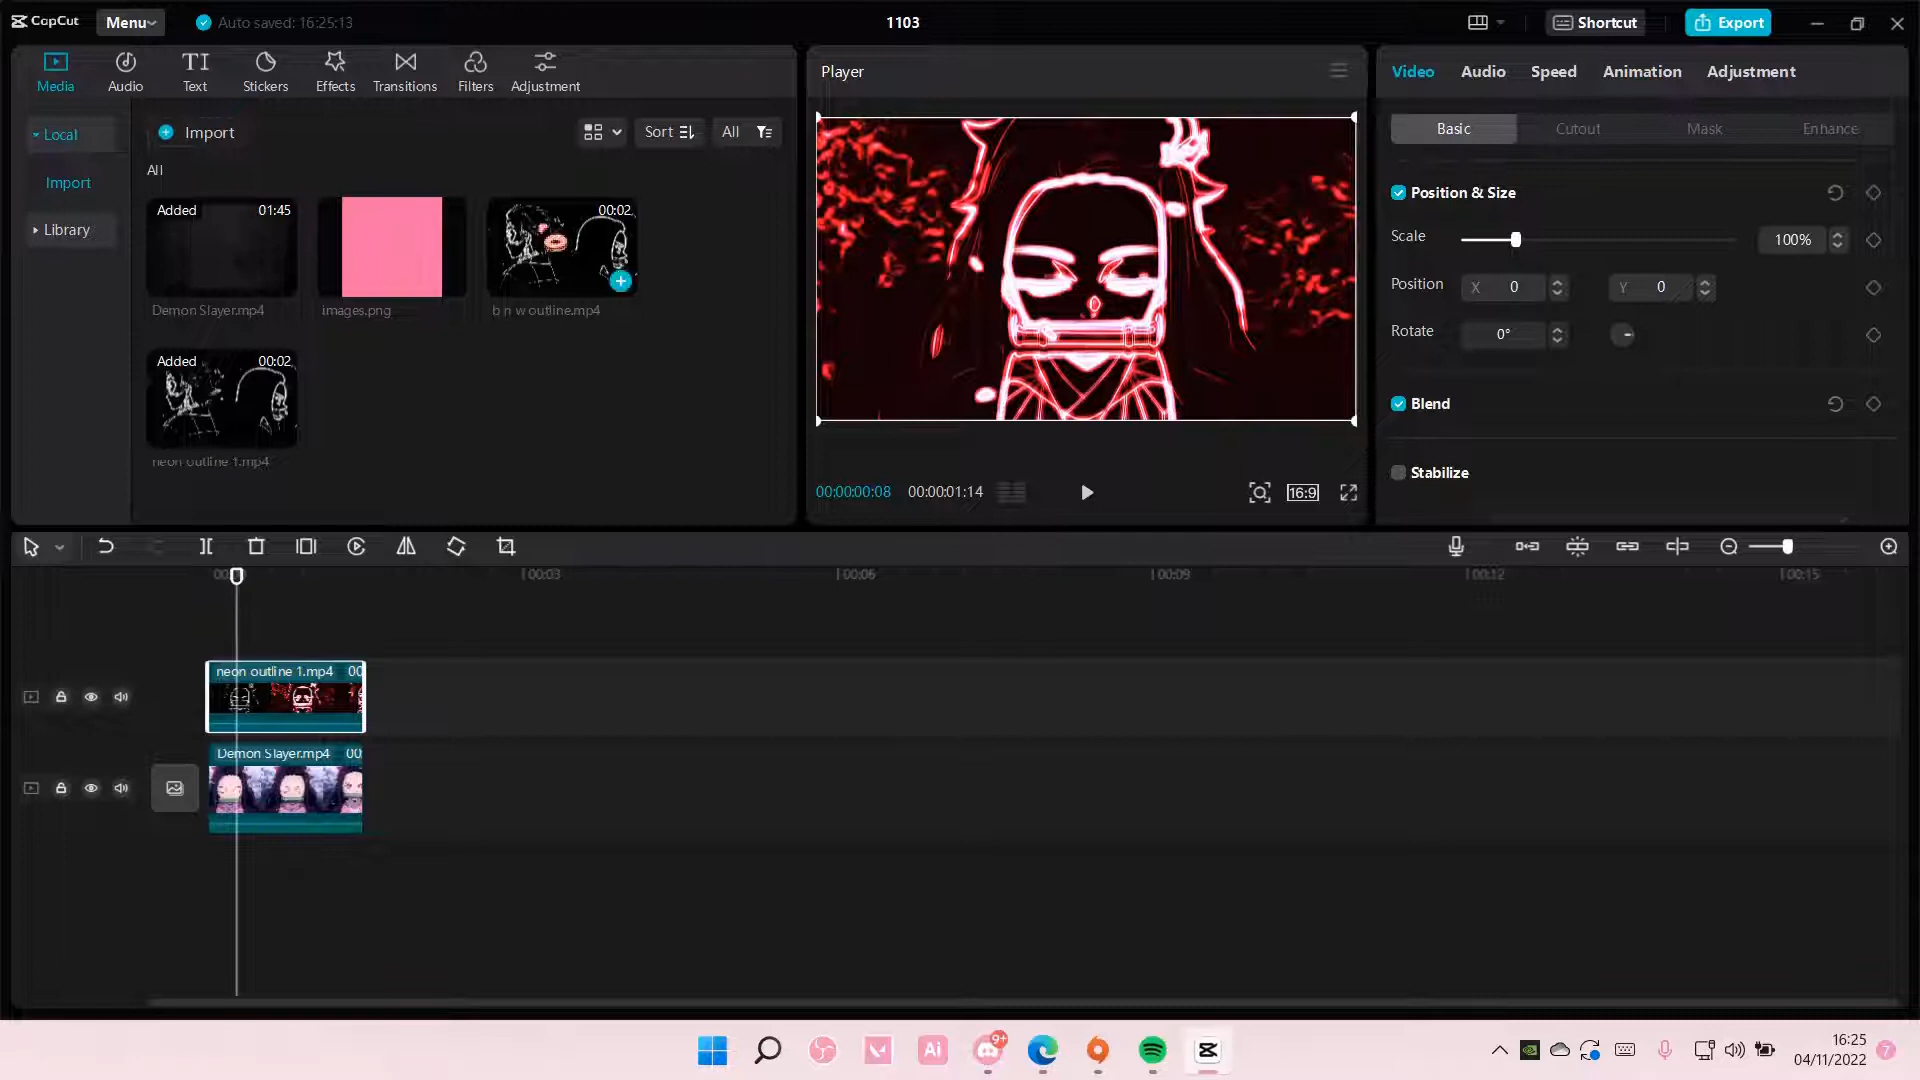 CapCut
Menu
Auto saved: 16:25:13
1103
Shortcut
Export
Media
Audio
Text
Stickers
Effects
Transitions
Filters
Adjustment
Local
Import
Library
Import
Sort
All
All
Added 01:45
Demon Slayer.mp4
images.png
00:02
b n w outline.mp4
Added 00:02
neon outline 1.mp4
Player
00:00:00:08 00:00:01:14
16:9
Video Audio Speed Animation Adjustment
Basic Cutout Mask Enhance
Position & Size
Scale 100%
Position X 0 Y 0
Rotate 0°
Blend
Stabilize
00:03 00:06 00:09 00:12 00:15
neon outline 1.mp4 00
Demon Slayer.mp4 00
Ai
9+
16:25
04/11/2022
7